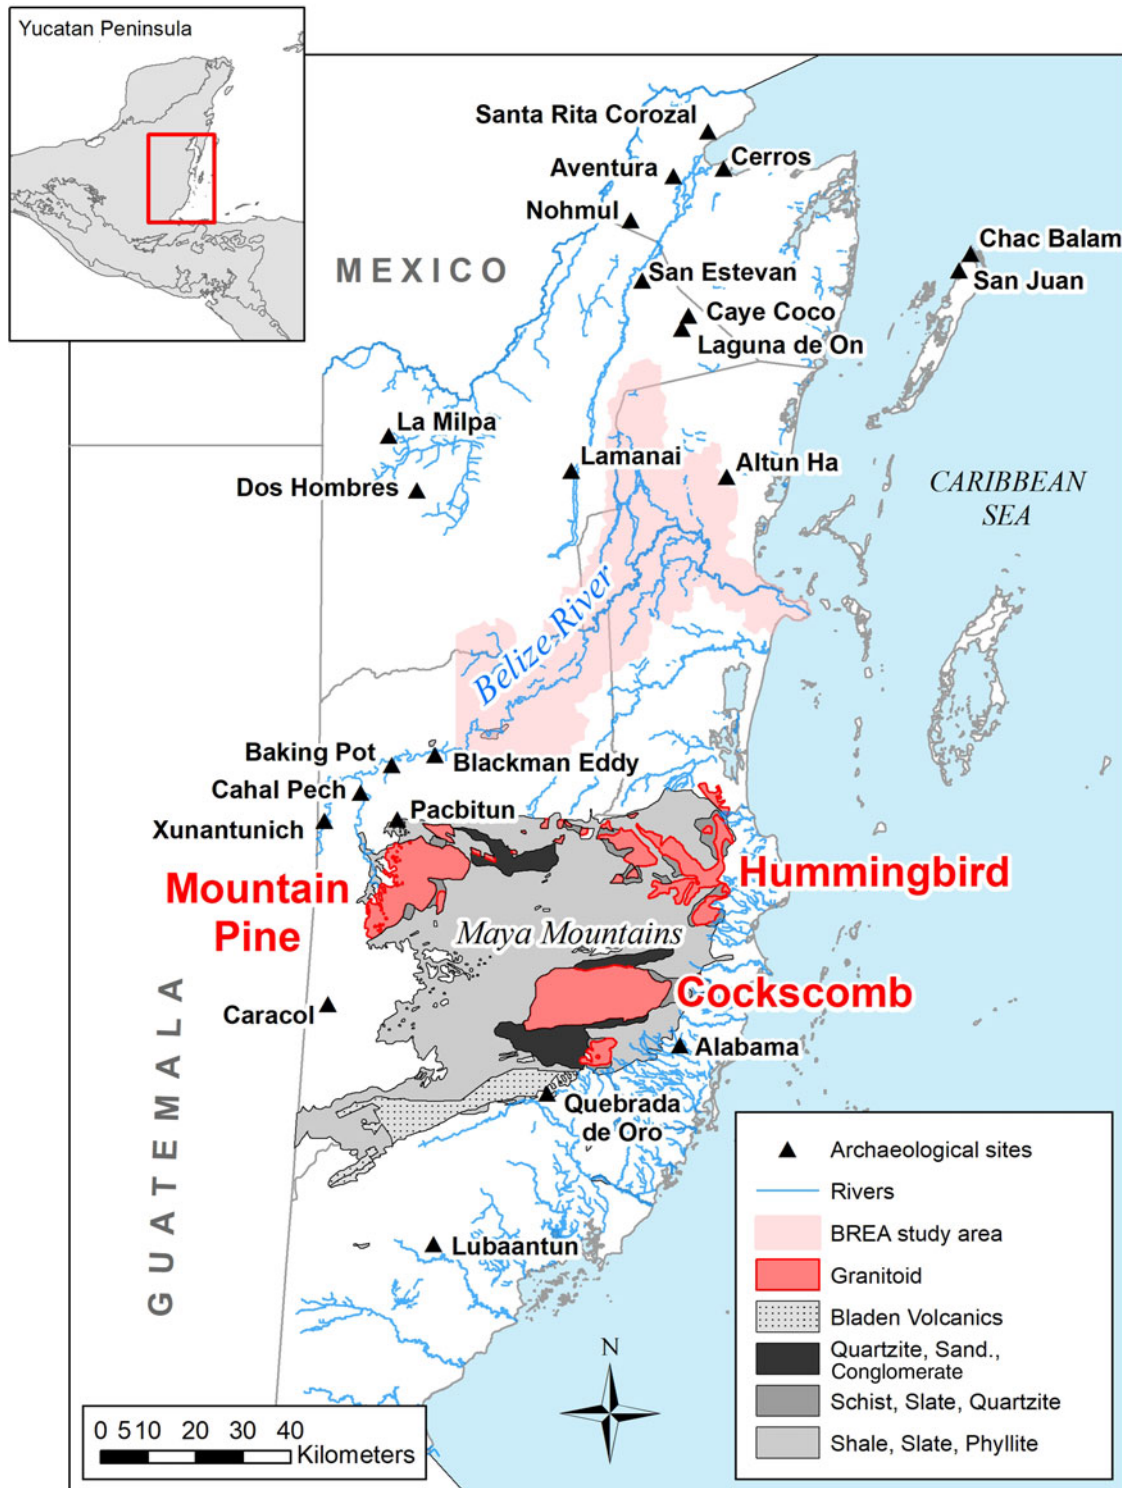 Yucatan Peninsula
Santa Rita Corozal
Cerros
Aventura
Nohmul
Chac Balam
San Juan
MEXICO
San Estevan
Caye Coco
Laguna de On
La Milpa
Lamanai
Altun Ha
Dos Hombres
CARIBBEAN
SEA
Belize River
Baking Pot
Blackman Eddy
Cahal Pech
Pacbitun
Xunantunich
Mountain
Pine
Hummingbird
Maya Mountains
Cockscomb
Caracol
Alabama
GUATEMALA
Quebrada
de Oro
Lubaantun
Archaeological sites
Rivers
BREA study area
Granitoid
Bladen Volcanics
Quartzite, Sand.,
Conglomerate
Schist, Slate, Quartzite
Shale, Slate, Phyllite
N
0 5 10 20 30 40
Kilometers